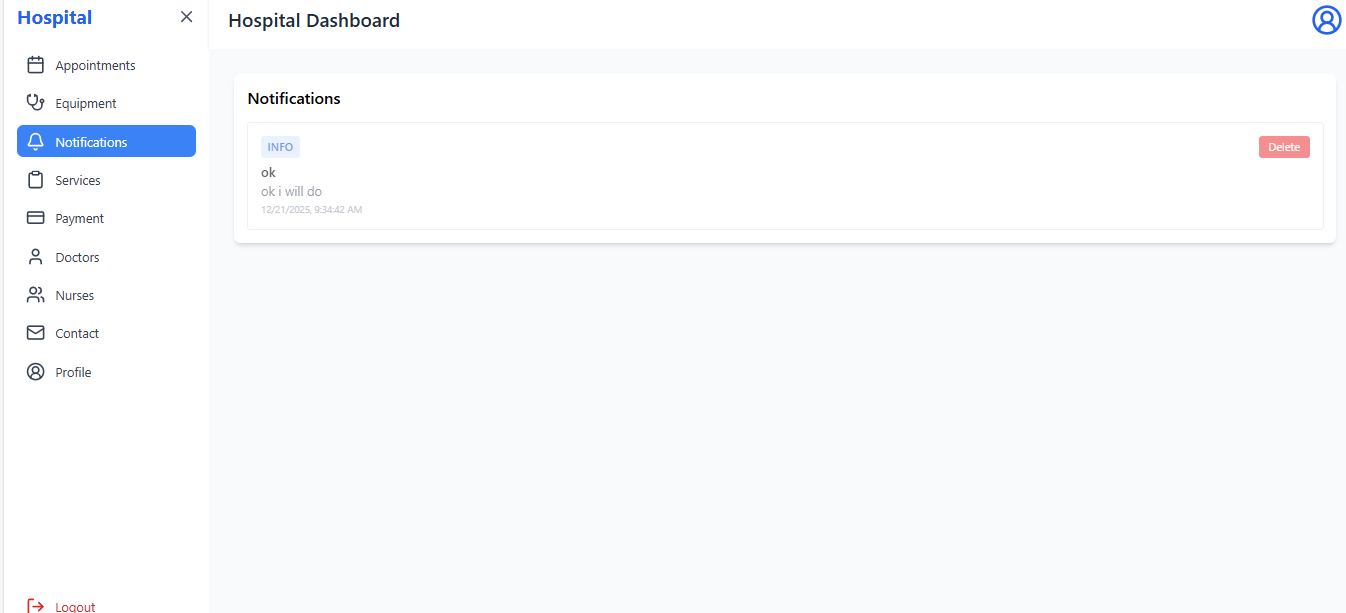 Hospital
Appointments
Equipment
Notifications
Services
Payment
Doctors
Nurses
Contact
Profile
Logout
Hospital Dashboard
Notifications
INFO
Delete
ok
ok i will do
12/21/2025, 9:34:42 AM